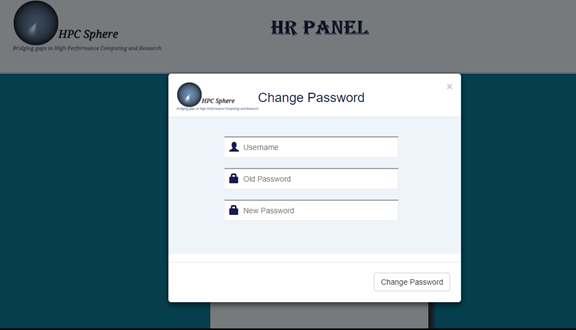 HPC Sphere
Bridging gaps in High Performance Computing and Research
HR PANEL
HPC Sphere
Bridging gaps in High Performance Computing and Research
Change Password
×
Username
Old Password
New Password
Change Password